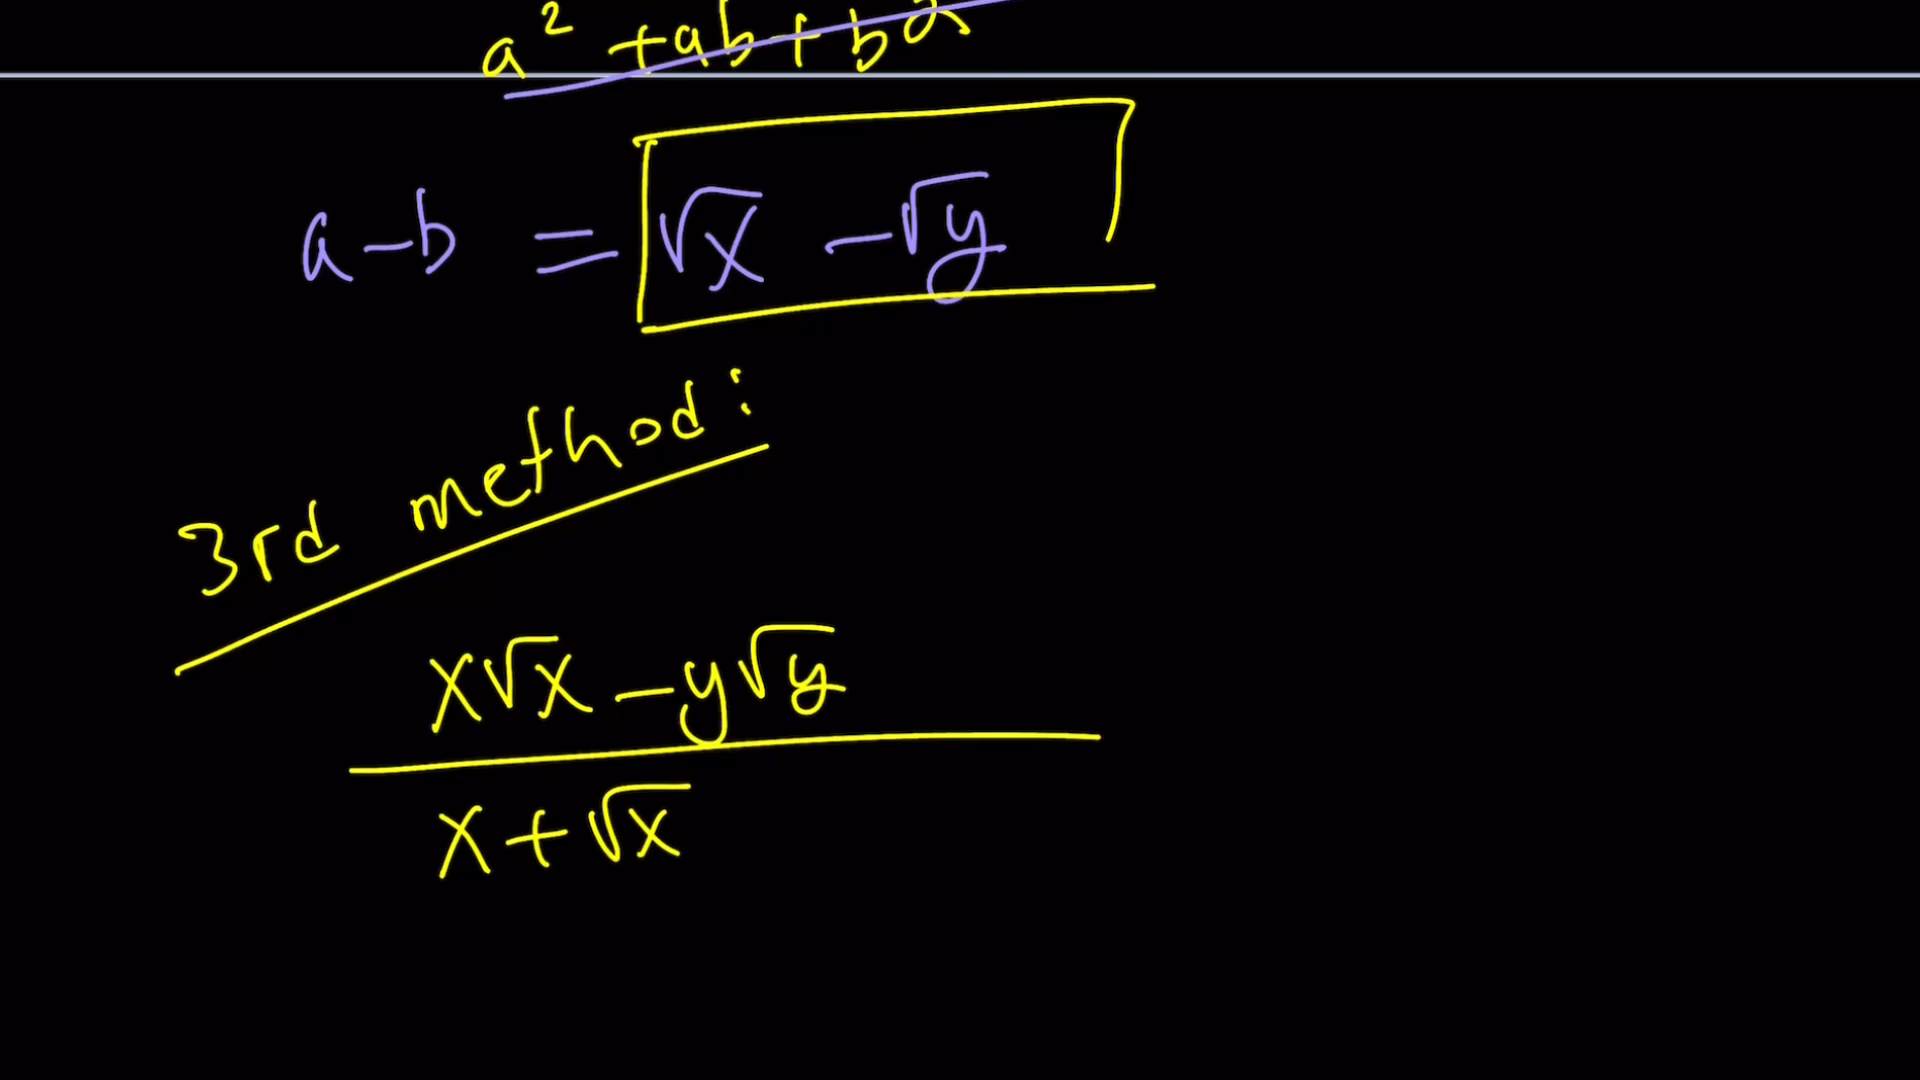 a² + ab + b²
a - b = √x - √y
3rd method:
x√x - y√y
x + √x